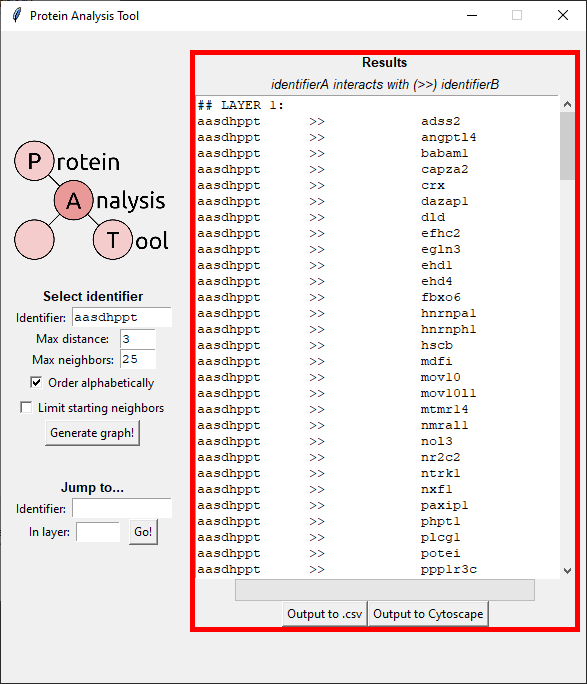 Protein Analysis Tool
P rotein
A nalysis
T ool
Select identifier
Identifier: aasdhppt
Max distance: 3
Max neighbors: 25
Order alphabetically
Limit starting neighbors
Generate graph!
Jump to...
Identifier:
In layer: Go!
Results
identifierA interacts with (>>) identifierB
## LAYER 1:
aasdhppt >> adss2
aasdhppt >> angptl4
aasdhppt >> babam1
aasdhppt >> capza2
aasdhppt >> crx
aasdhppt >> dazap1
aasdhppt >> dld
aasdhppt >> efhc2
aasdhppt >> egln3
aasdhppt >> ehd1
aasdhppt >> ehd4
aasdhppt >> fbxo6
aasdhppt >> hnrnpa1
aasdhppt >> hnrnph1
aasdhppt >> hscb
aasdhppt >> mdfi
aasdhppt >> mov10
aasdhppt >> mov10l1
aasdhppt >> mtmr14
aasdhppt >> nmral1
aasdhppt >> nol3
aasdhppt >> nr2c2
aasdhppt >> ntrk1
aasdhppt >> nxf1
aasdhppt >> paxip1
aasdhppt >> phpt1
aasdhppt >> plcg1
aasdhppt >> potei
aasdhppt >> ppp1r3c
Output to .csv Output to Cytoscape